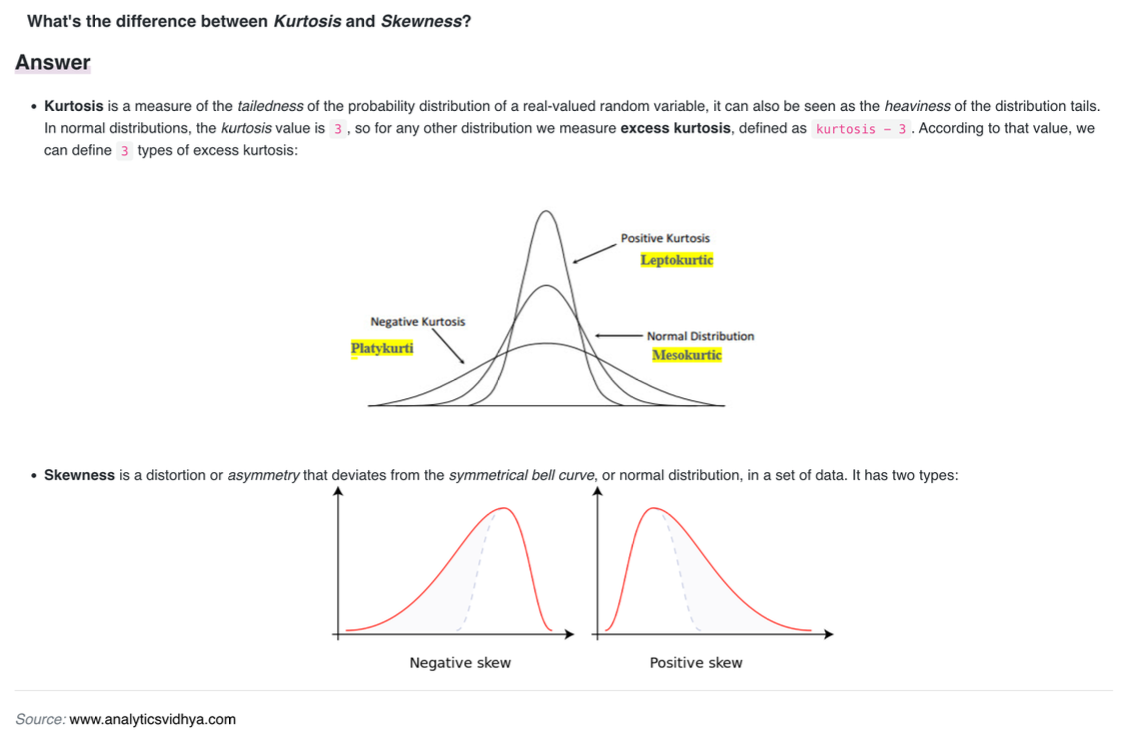 What's the difference between Kurtosis and Skewness?
Answer
• Kurtosis is a measure of the tailedness of the probability distribution of a real-valued random variable, it can also be seen as the heaviness of the distribution tails.
In normal distributions, the kurtosis value is 3 , so for any other distribution we measure excess kurtosis, defined as kurtosis - 3 . According to that value, we
can define 3 types of excess kurtosis:
Positive Kurtosis
Leptokurtic
Negative Kurtosis
Platykurti
Normal Distribution
Mesokurtic
• Skewness is a distortion or asymmetry that deviates from the symmetrical bell curve, or normal distribution, in a set of data. It has two types:
Negative skew
Positive skew
Source: www.analyticsvidhya.com